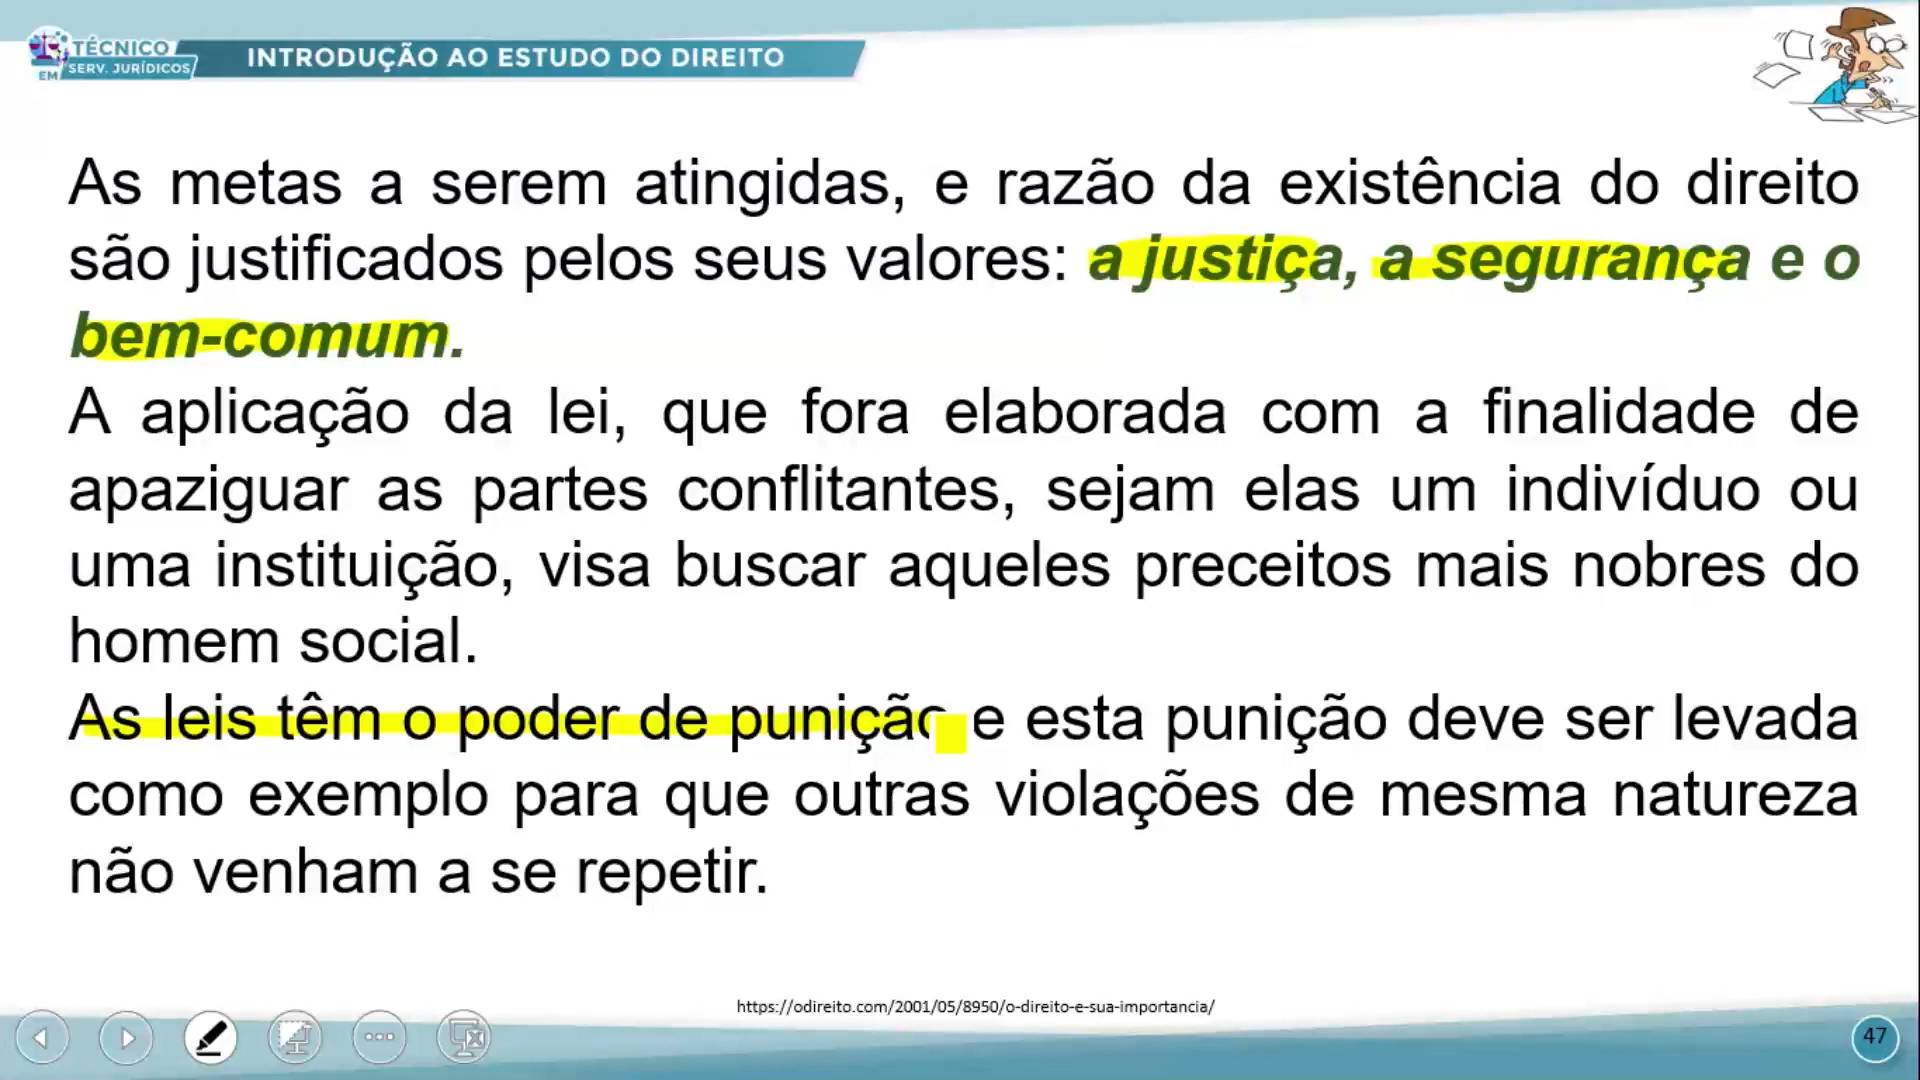 TÉCNICO
EM SERV. JURÍDICOS
INTRODUÇÃO AO ESTUDO DO DIREITO
As metas a serem atingidas, e razão da existência do direito
são justificados pelos seus valores: a justiça, a segurança e o
bem-comum.
A aplicação da lei, que fora elaborada com a finalidade de
apaziguar as partes conflitantes, sejam elas um indivíduo ou
uma instituição, visa buscar aqueles preceitos mais nobres do
homem social.
As leis têm o poder de punição e esta punição deve ser levada
como exemplo para que outras violações de mesma natureza
não venham a se repetir.
https://odireito.com/2001/05/8950/o-direito-e-sua-importancia/
47